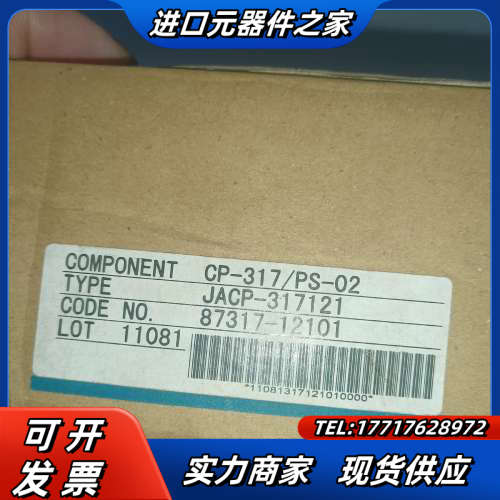 进口元器件之家
COMPONENT CP-317/PS-02
TYPE JACP-317121
CODE NO. 87317-12101
LOT 11081
*11081317121010000*
TEL:17717628972
可开
发票
实力商家 现货供应